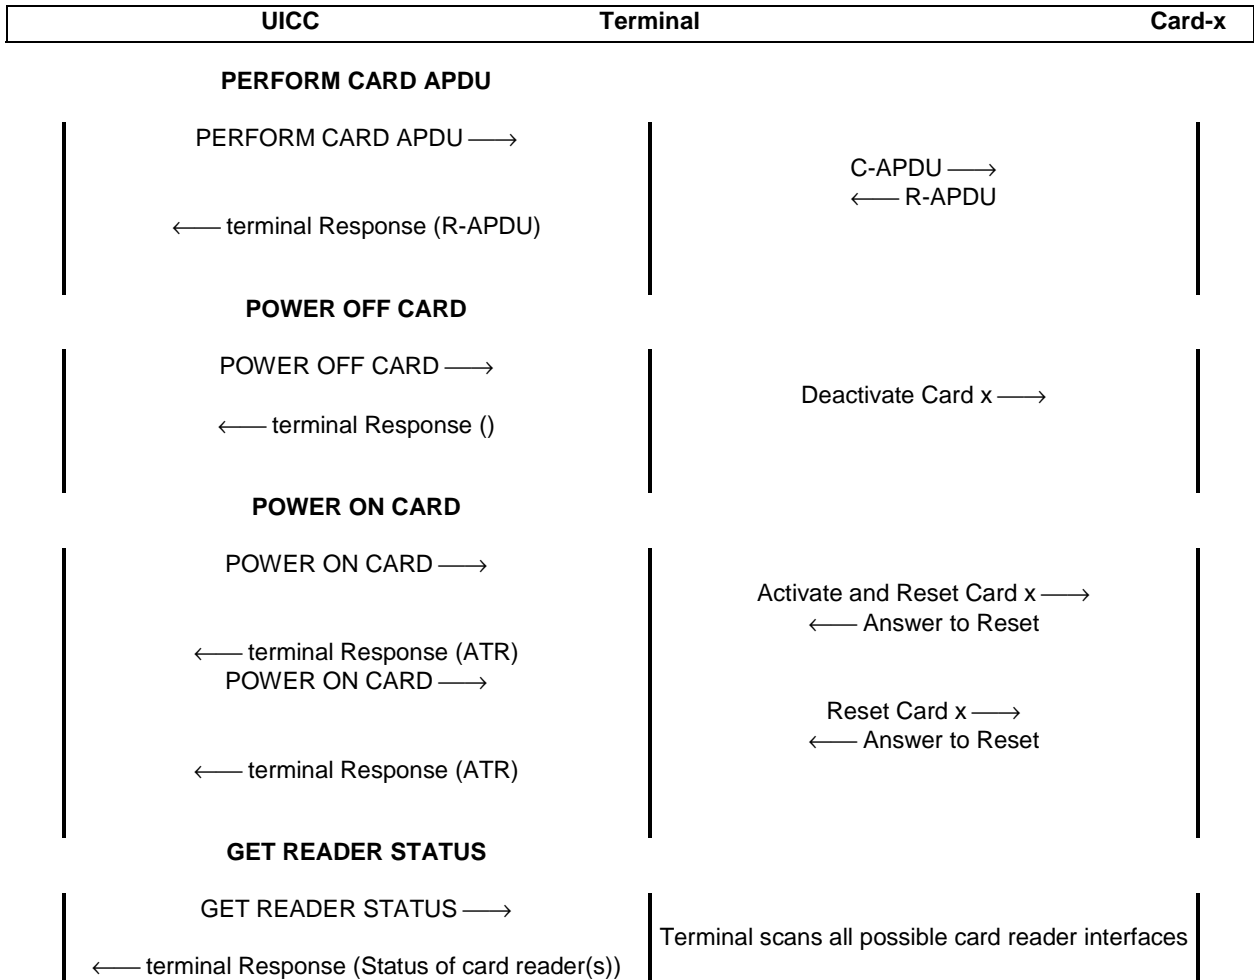 UICC Terminal Card-x
PERFORM CARD APDU
PERFORM CARD APDU ⟶
C-APDU ⟶
⟵ R-APDU
⟵ terminal Response (R-APDU)
POWER OFF CARD
POWER OFF CARD ⟶
Deactivate Card x ⟶
⟵ terminal Response ()
POWER ON CARD
POWER ON CARD ⟶
Activate and Reset Card x ⟶
⟵ Answer to Reset
⟵ terminal Response (ATR)
POWER ON CARD ⟶
Reset Card x ⟶
⟵ Answer to Reset
⟵ terminal Response (ATR)
GET READER STATUS
GET READER STATUS ⟶
Terminal scans all possible card reader interfaces
⟵ terminal Response (Status of card reader(s))